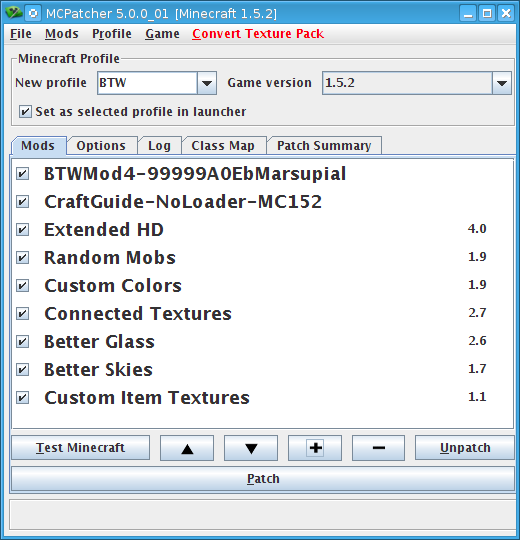 MCPatcher 5.0.0_01 [Minecraft 1.5.2]
File Mods Profile Game Convert Texture Pack
Minecraft Profile
New profile BTW Game version 1.5.2
Set as selected profile in launcher
Mods Options Log Class Map Patch Summary
BTWMod4-99999A0EbMarsupial
CraftGuide-NoLoader-MC152
Extended HD 4.0
Random Mobs 1.9
Custom Colors 1.9
Connected Textures 2.7
Better Glass 2.6
Better Skies 1.7
Custom Item Textures 1.1
Test Minecraft Unpatch
Patch